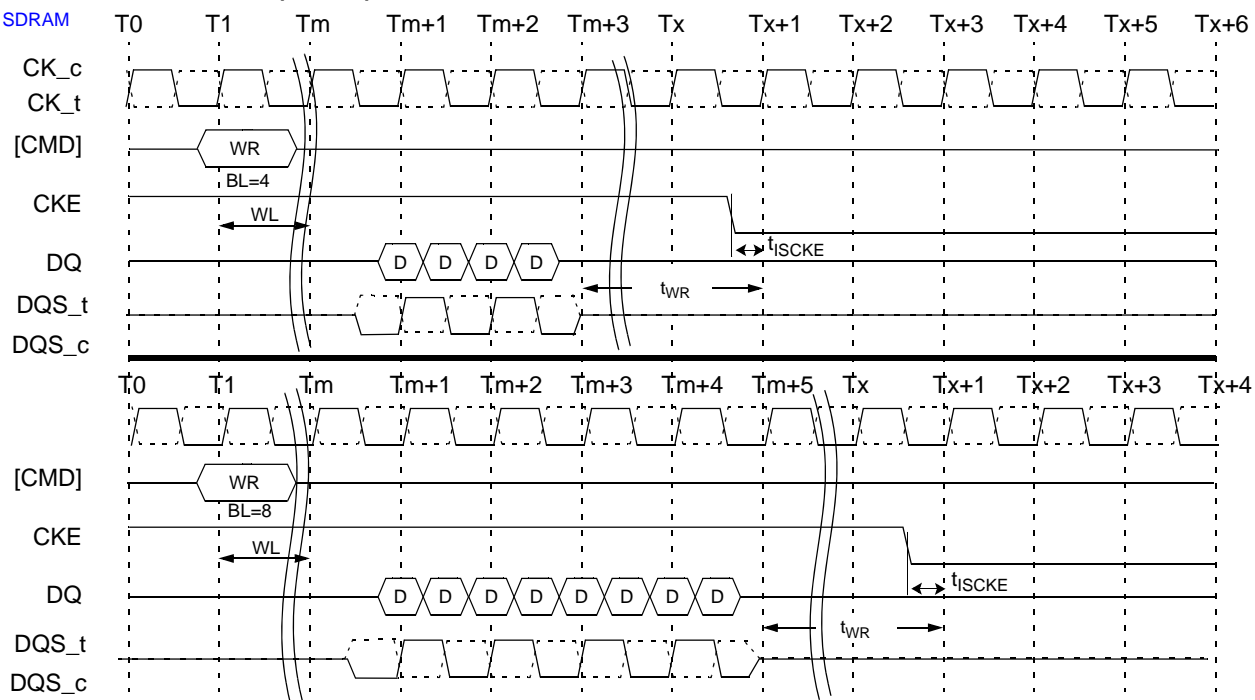 SDRAM
T0 T1 Tm Tm+1 Tm+2 Tm+3 Tx Tx+1 Tx+2 Tx+3 Tx+4 Tx+5 Tx+6
CK_c
CK_t
[CMD] WR
BL=4
CKE
WL
tISCKE
DQ D D D D
tWR
DQS_t
DQS_c
T0 T1 Tm Tm+1 Tm+2 Tm+3 Tm+4 Tm+5 Tx Tx+1 Tx+2 Tx+3 Tx+4
[CMD] WR
BL=8
CKE
WL
tISCKE
DQ D D D D D D D D
tWR
DQS_t
DQS_c